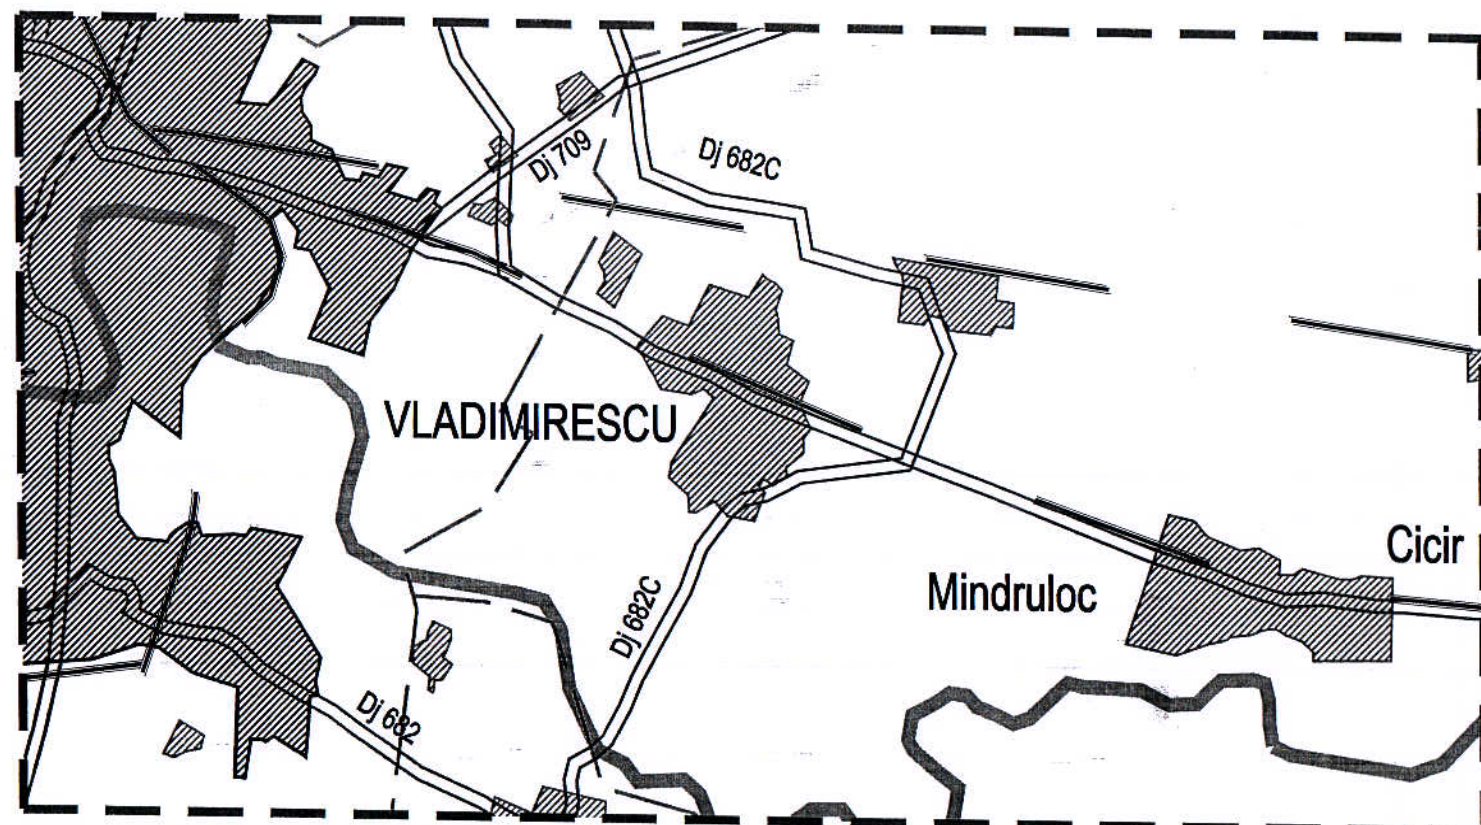 Dj 709
Dj 682C
VLADIMIRESCU
Cicir
Mindruloc
Dj 682C
Dj 682